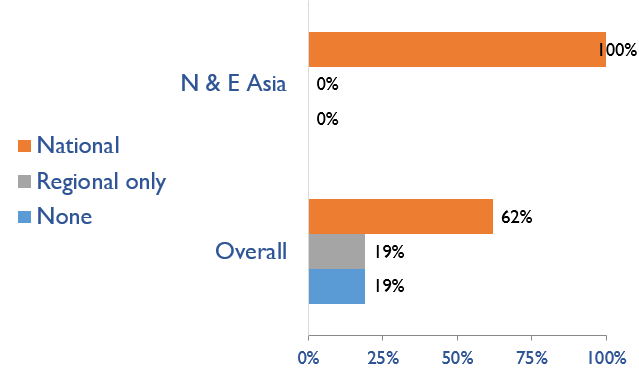 100%
N & E Asia
0%
0%
National
Regional only
None
62%
Overall
19%
19%
0% 25% 50% 75% 100%